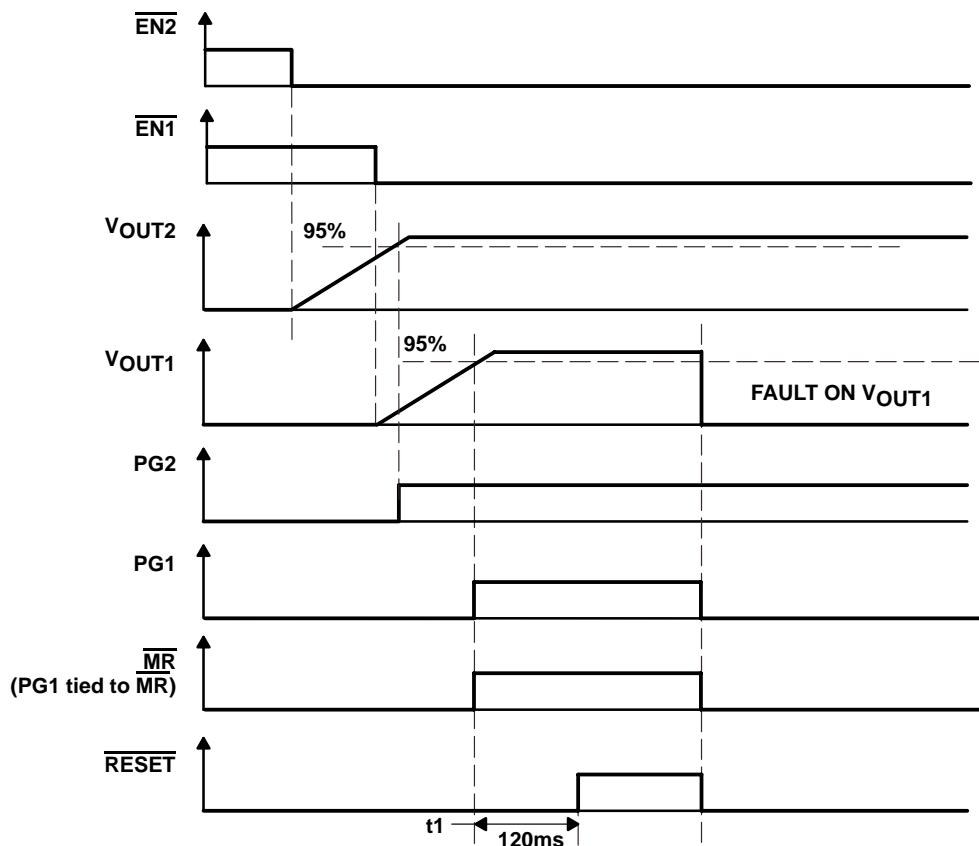 EN2
EN1
VOUT2
95%
VOUT1
95%
FAULT ON VOUT1
PG2
PG1
MR
(PG1 tied to MR)
RESET
t1
120ms